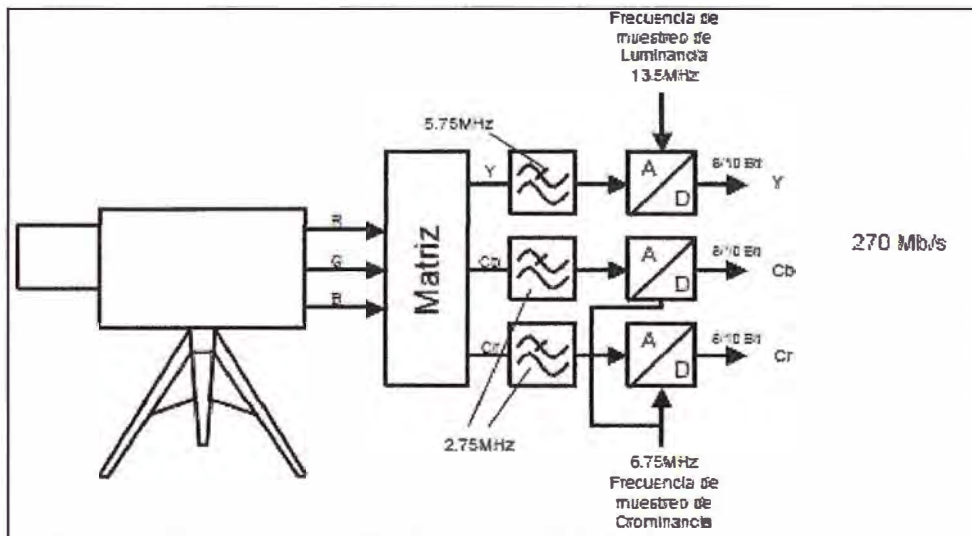 Frecuencia de
muestreo de
Luminancia
13.5MHz
5.75MHz
Y
A
D
8/10 Bit
Y
R
G
B
Matriz
Cb
A
D
8/10 Bit
Cb
270 Mb/s
Cr
A
D
8/10 Bit
Cr
2.75MHz
6.75MHz
Frecuencia de
muestreo de
Crominancia